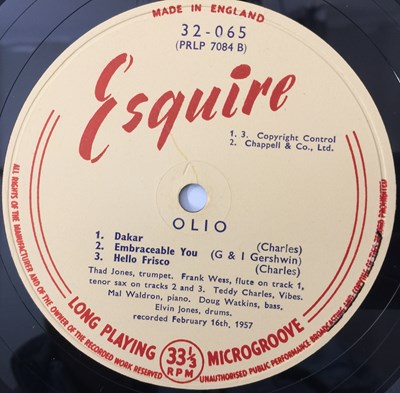 MADE IN ENGLAND
32-065
(PRLP 7084 B)
Esquire
1. 3. Copyright Control
2. Chappell & Co., Ltd.
OLIO
1. Dakar (Charles)
2. Embraceable You (G & I Gershwin)
3. Hello Frisco (Charles)
Thad Jones, trumpet. Frank Wess, flute on track 1,
tenor sax on tracks 2 and 3. Teddy Charles, Vibes.
Mal Waldron, piano. Doug Watkins, bass,
Elvin Jones, drums.
recorded February 16th, 1957
LONG PLAYING 33⅓ RPM MICROGROOVE
ALL RIGHTS OF THE MANUFACTURER AND OF THE OWNER OF THE RECORDED WORK RESERVED
UNAUTHORISED PUBLIC PERFORMANCE BROADCASTING AND COPYING OF THIS RECORD PROHIBITED